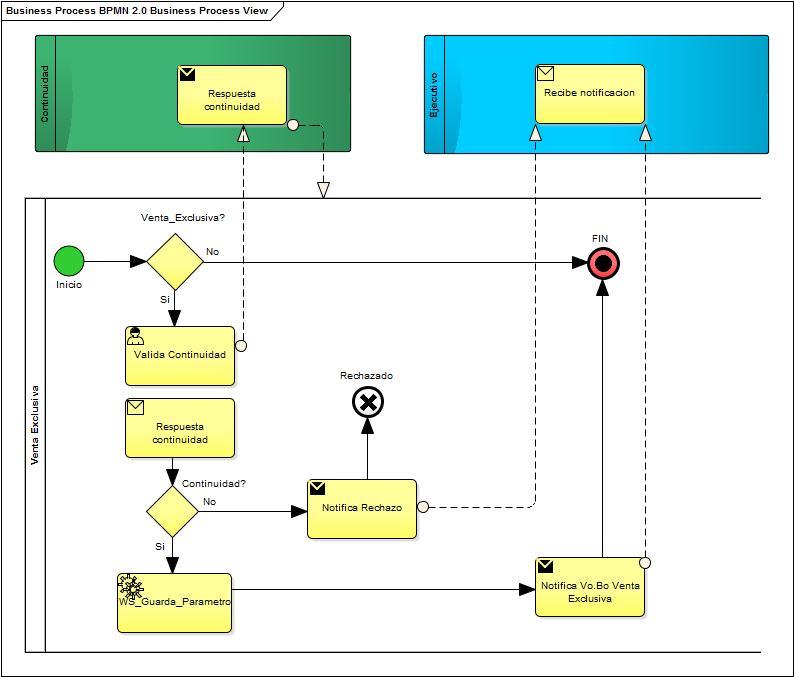 Business Process BPMN 2.0 Business Process View
Continuidad
Respuesta
continuidad
Ejecutivo
Recibe notificacion
Venta Exclusiva
Venta_Exclusiva?
No
FIN
Inicio
Si
Valida Continuidad
Rechazado
Respuesta
continuidad
Continuidad?
No
Notifica Rechazo
Si
WS_Guarda_Parametro
Notifica Vo.Bo Venta
Exclusiva